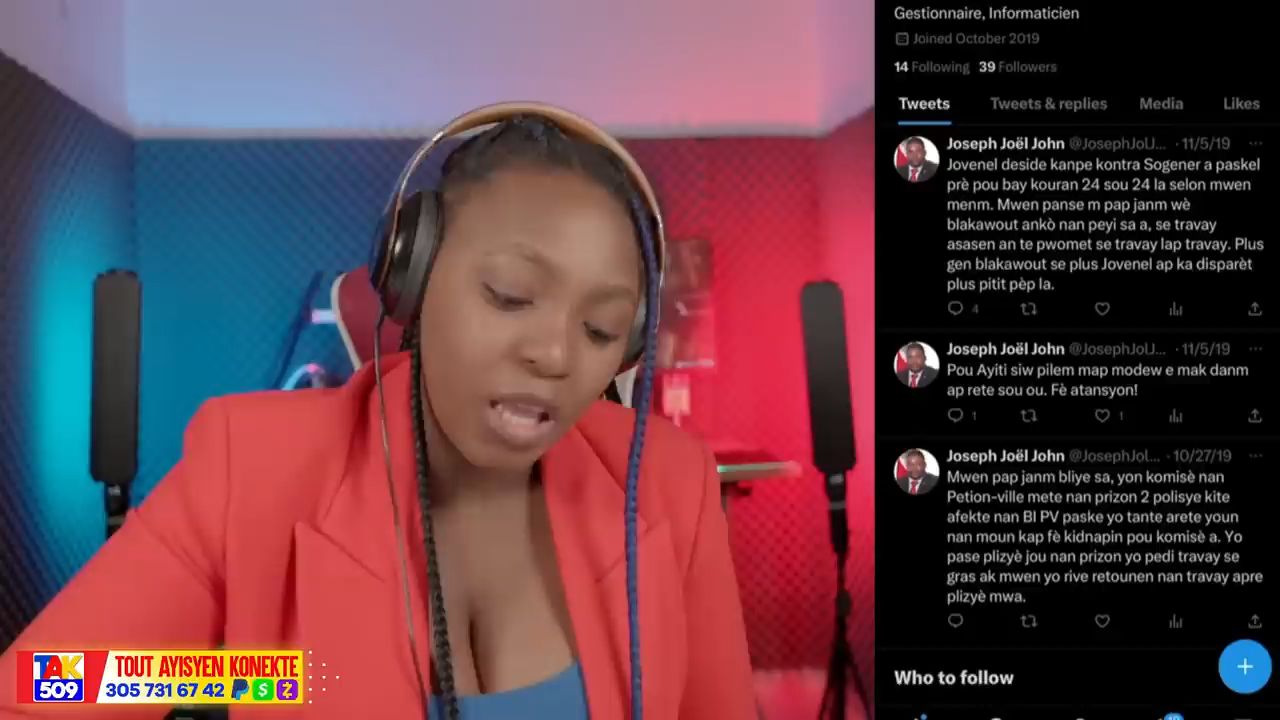 Gestionnaire, Informaticien
Joined October 2019
14 Following 39 Followers
Tweets Tweets & replies Media Likes
Joseph Joël John @JosephJoU... · 11/5/19 ...
Jovenel deside kanpe kontra Sogener a paskel
prè pou bay kouran 24 sou 24 la selon mwen
menm. Mwen panse m pap janm wè
blakawout ankò nan peyi sa a, se travay
asasen an te pwomet se travay lap travay. Plus
gen blakawout se plus Jovenel ap ka disparèt
plus pitit pèp la.
4
Joseph Joël John @JosephJoU... · 11/5/19 ...
Pou Ayiti siw pilem map modew e mak danm
ap rete sou ou. Fè atansyon!
1 1
Joseph Joël John @JosephJol... · 10/27/19 ...
Mwen pap janm bliye sa, yon komisè nan
Petion-ville mete nan prizon 2 polisye kite
afekte nan BI PV paske yo tante arete youn
nan moun kap fè kidnapin pou komisè a. Yo
pase plizyè jou nan prizon yo pedi travay se
gras ak mwen yo rive retounen nan travay apre
plizyè mwa.
Who to follow
TAK
509
TOUT AYISYEN KONEKTE
305 731 67 42